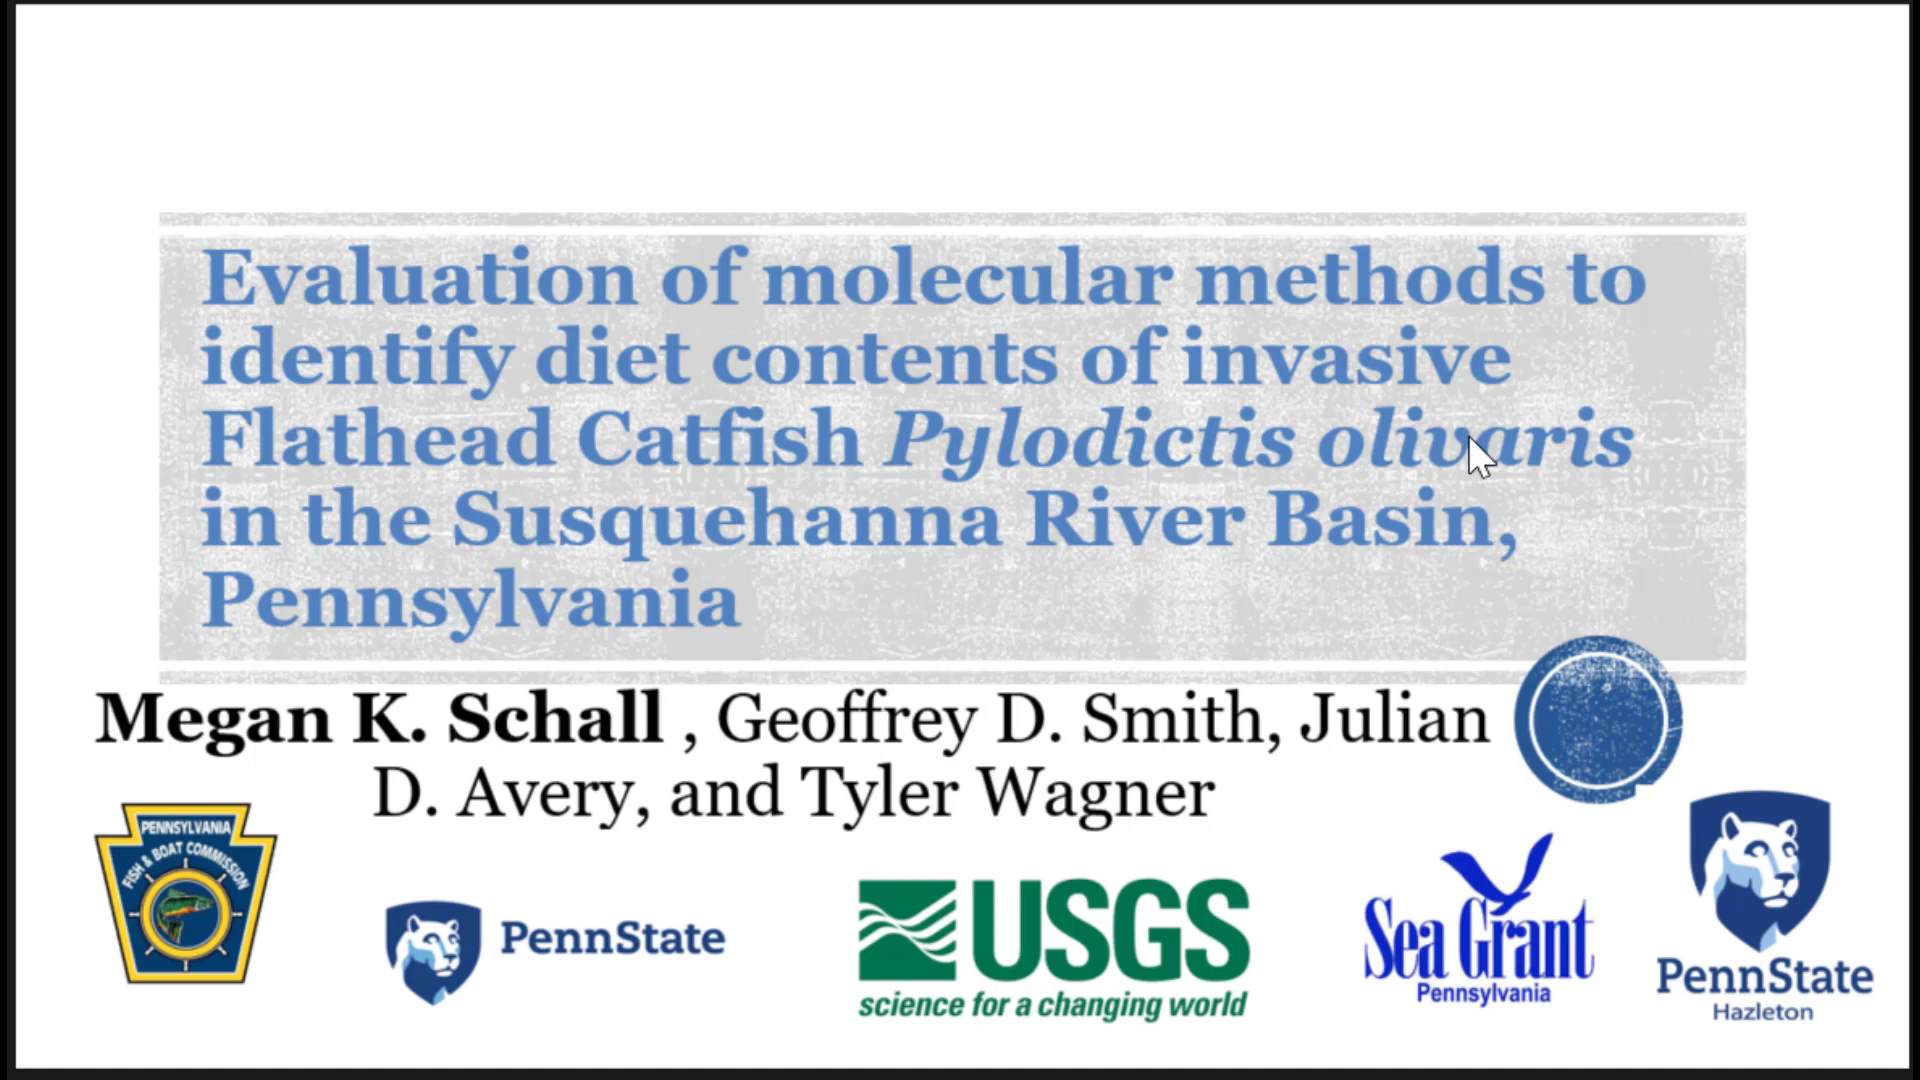 Evaluation of molecular methods to
identify diet contents of invasive
Flathead Catfish Pylodictis olivaris
in the Susquehanna River Basin,
Pennsylvania
Megan K. Schall , Geoffrey D. Smith, Julian
D. Avery, and Tyler Wagner
PENNSYLVANIA
FISH & BOAT COMMISSION
PennState
USGS
science for a changing world
Sea Grant
Pennsylvania
PennState
Hazleton